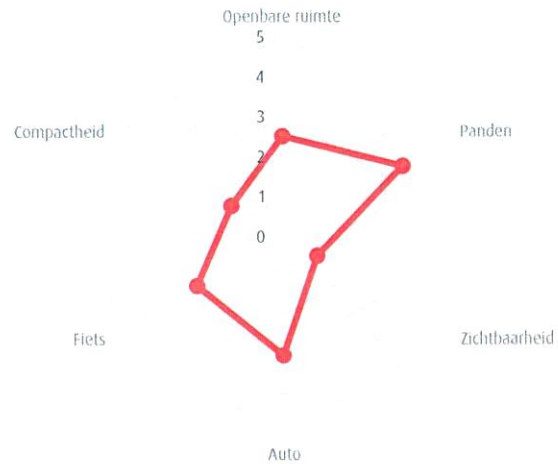 Openbare ruimte
5
4
Compactheid
Panden
3
2
1
0
Fiets
Zichtbaarheid
Auto